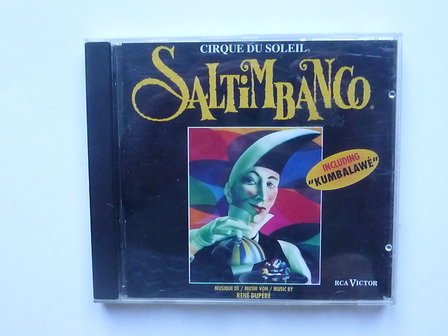 CIRQUE DU SOLEIL®
SALTIMBANCO®
INCLUDING
"KUMBALAWÉ"
MUSIQUE DE / MUSIK VON / MUSIC BY
RENÉ DUPÉRÉ
RCA VICTOR